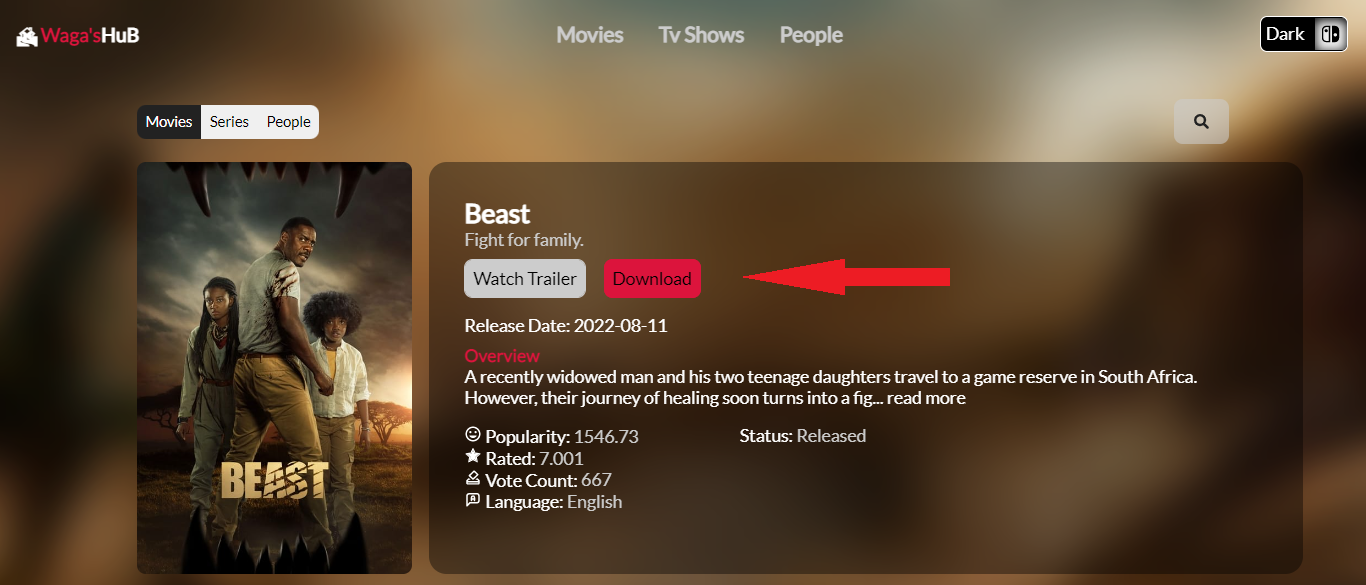 Waga'sHuB
Movies Tv Shows People
Dark
Movies Series People
Beast
Fight for family.
Watch Trailer Download
Release Date: 2022-08-11
Overview
A recently widowed man and his two teenage daughters travel to a game reserve in South Africa.
However, their journey of healing soon turns into a fig... read more
Popularity: 1546.73
Status: Released
Rated: 7.001
Vote Count: 667
Language: English
BEAST